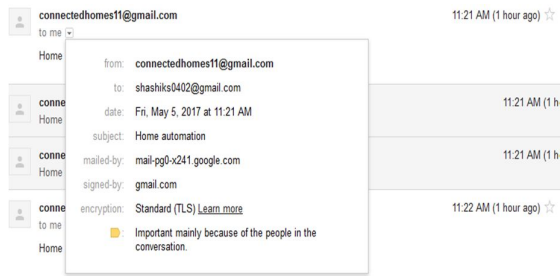 connectedhomes11@gmail.com 11:21 AM (1 hour ago)
to me
Home
from: connectedhomes11@gmail.com
to: shashiks0402@gmail.com
date: Fri, May 5, 2017 at 11:21 AM
subject: Home automation
mailed-by: mail-pg0-x241.google.com
signed-by: gmail.com
encryption: Standard (TLS) Learn more
: Important mainly because of the people in the
conversation.
conne 11:21 AM (1 h
Home
conne 11:21 AM (1 h
Home
conne 11:22 AM (1 hour ago)
to me
Home